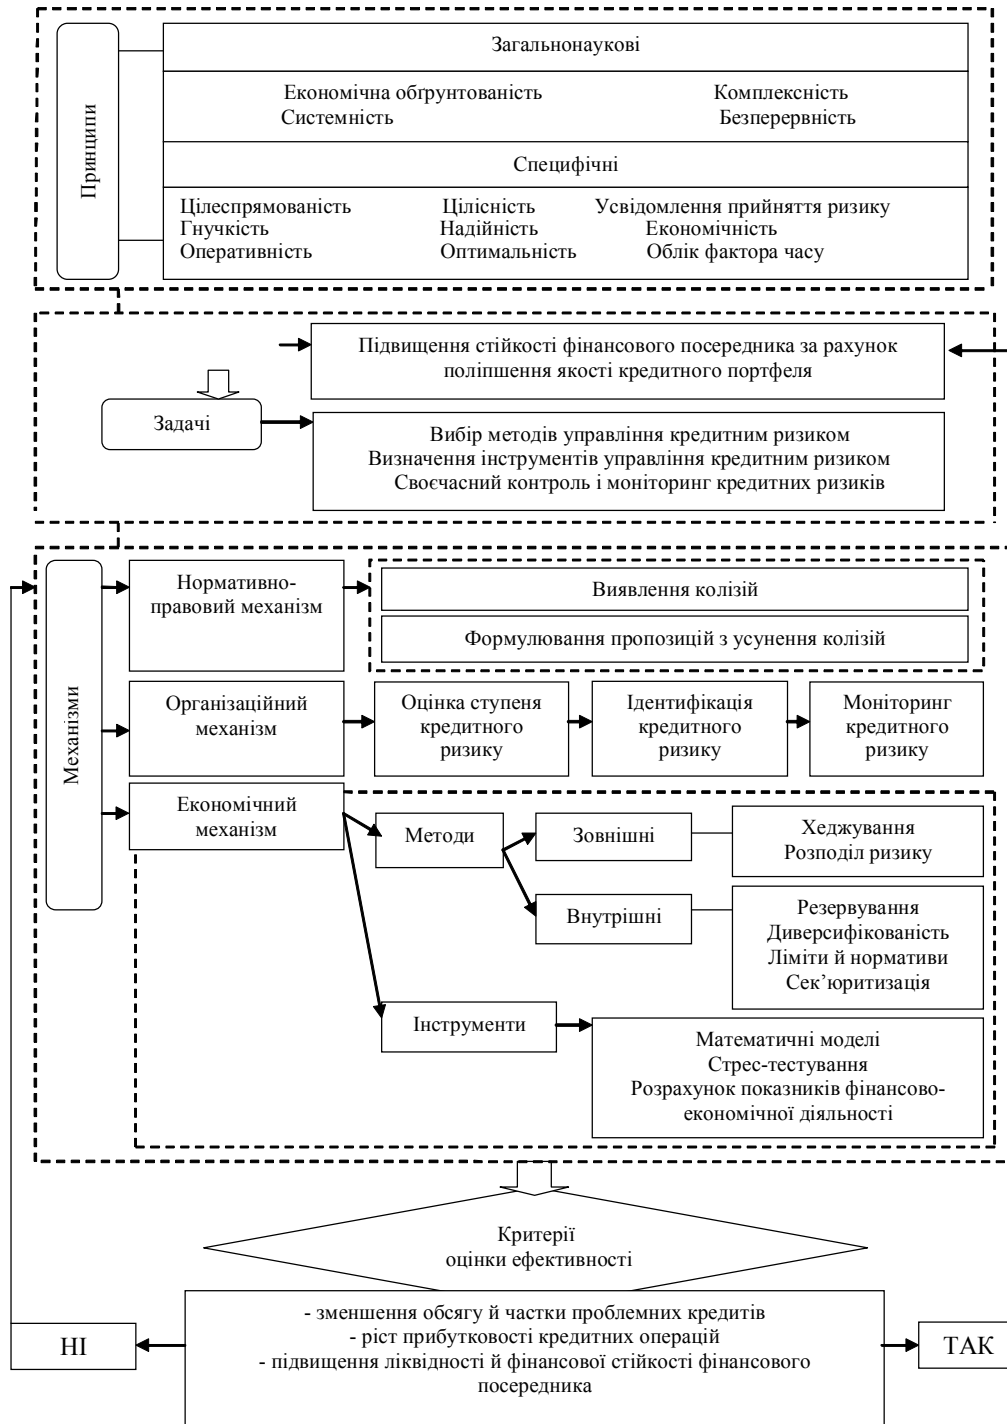 Принципи
Загальнонаукові
Економічна обґрунтованість Комплексність
Системність Безперервність
Специфічні
Цілеспрямованість Цілісність Усвідомлення прийняття ризику
Гнучкість Надійність Економічність
Оперативність Оптимальність Облік фактора часу
Підвищення стійкості фінансового посередника за рахунок
поліпшення якості кредитного портфеля
Задачі
Вибір методів управління кредитним ризиком
Визначення інструментів управління кредитним ризиком
Своєчасний контроль і моніторинг кредитних ризиків
Механізми
Нормативно-
правовий механізм
Виявлення колізій
Формулювання пропозицій з усунення колізій
Організаційний
механізм
Оцінка ступеня
кредитного
ризику
Ідентифікація
кредитного
ризику
Моніторинг
кредитного
ризику
Економічний
механізм
Методи
Зовнішні
Хеджування
Розподіл ризику
Внутрішні
Резервування
Диверсифікованість
Ліміти й нормативи
Сек’юритизація
Інструменти
Математичні моделі
Стрес-тестування
Розрахунок показників фінансово-
економічної діяльності
Критерії
оцінки ефективності
- зменшення обсягу й частки проблемних кредитів
- ріст прибутковості кредитних операцій
- підвищення ліквідності й фінансової стійкості фінансового
посередника
НІ
ТАК